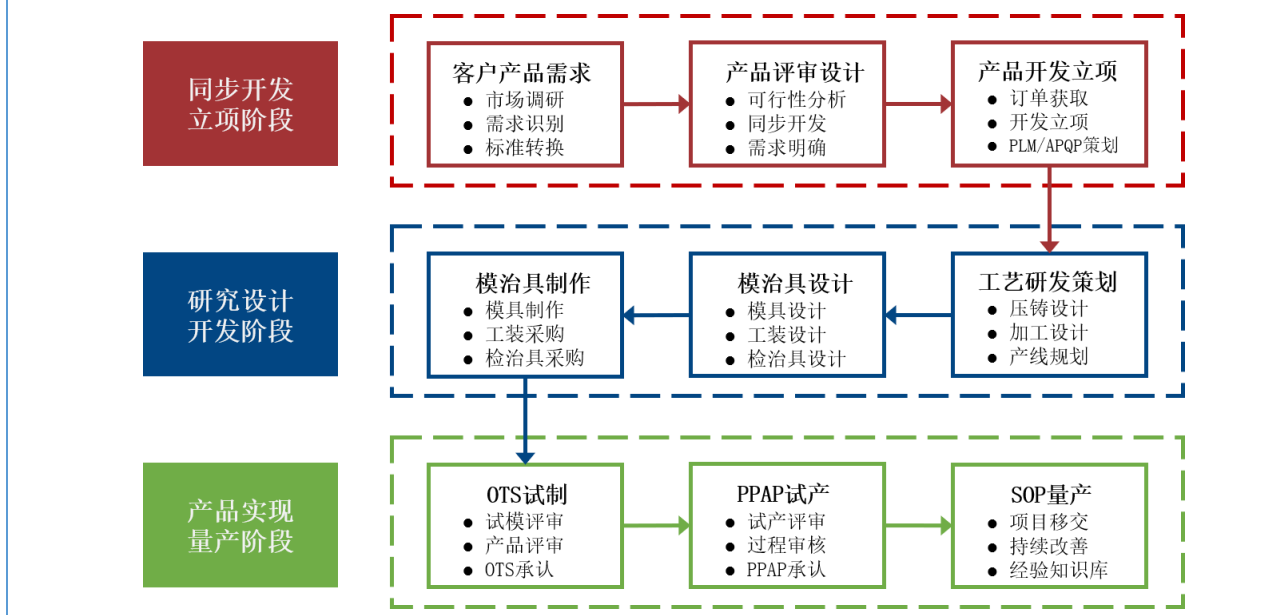 同步开发
立项阶段
客户产品需求
● 市场调研
● 需求识别
● 标准转换
产品评审设计
● 可行性分析
● 同步开发
● 需求明确
产品开发立项
● 订单获取
● 开发立项
● PLM/APQP策划
研究设计
开发阶段
模治具制作
● 模具制作
● 工装采购
● 检治具采购
模治具设计
● 模具设计
● 工装设计
● 检治具设计
工艺研发策划
● 压铸设计
● 加工设计
● 产线规划
产品实现
量产阶段
OTS试制
● 试模评审
● 产品评审
● OTS承认
PPAP试产
● 试产评审
● 过程审核
● PPAP承认
SOP量产
● 项目移交
● 持续改善
● 经验知识库